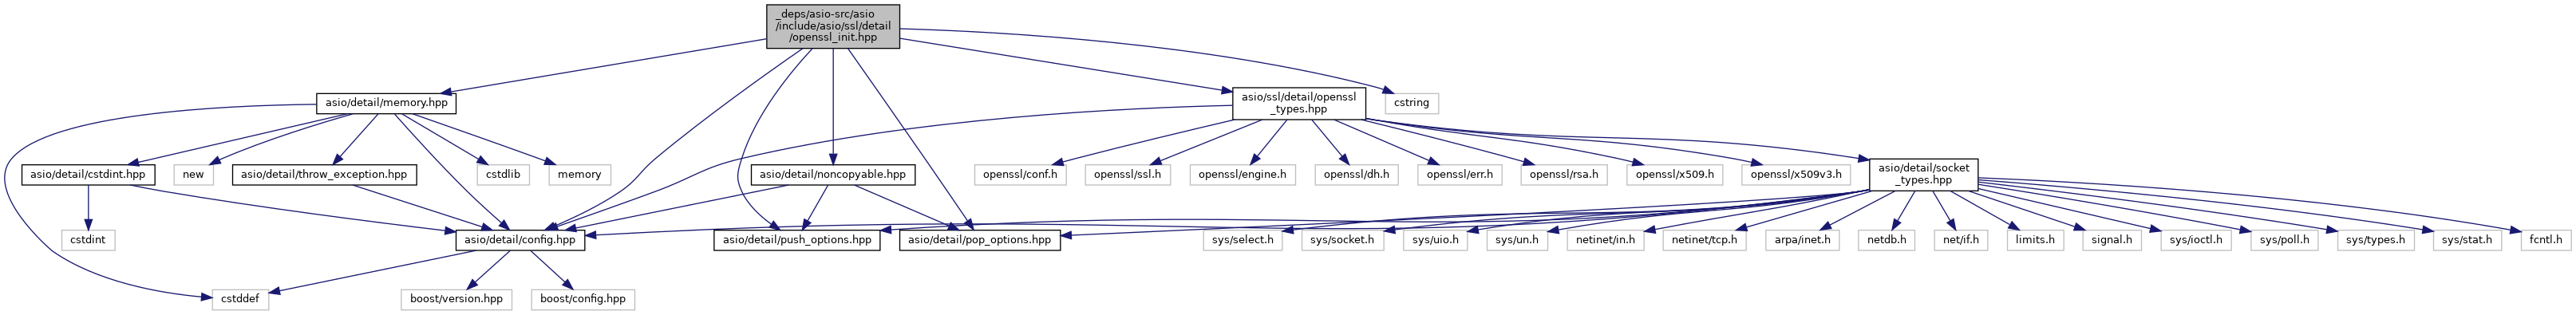 _deps/asio-src/asio
/include/asio/ssl/detail
/openssl_init.hpp
asio/detail/memory.hpp
asio/ssl/detail/openssl
_types.hpp
cstring
asio/detail/cstdint.hpp
new
asio/detail/throw_exception.hpp
cstdlib
memory
asio/detail/noncopyable.hpp
openssl/conf.h
openssl/ssl.h
openssl/engine.h
openssl/dh.h
openssl/err.h
openssl/rsa.h
openssl/x509.h
openssl/x509v3.h
asio/detail/socket
_types.hpp
cstdint
asio/detail/config.hpp
asio/detail/push_options.hpp
asio/detail/pop_options.hpp
sys/select.h
sys/socket.h
sys/uio.h
sys/un.h
netinet/in.h
netinet/tcp.h
arpa/inet.h
netdb.h
net/if.h
limits.h
signal.h
sys/ioctl.h
sys/poll.h
sys/types.h
sys/stat.h
fcntl.h
cstddef
boost/version.hpp
boost/config.hpp